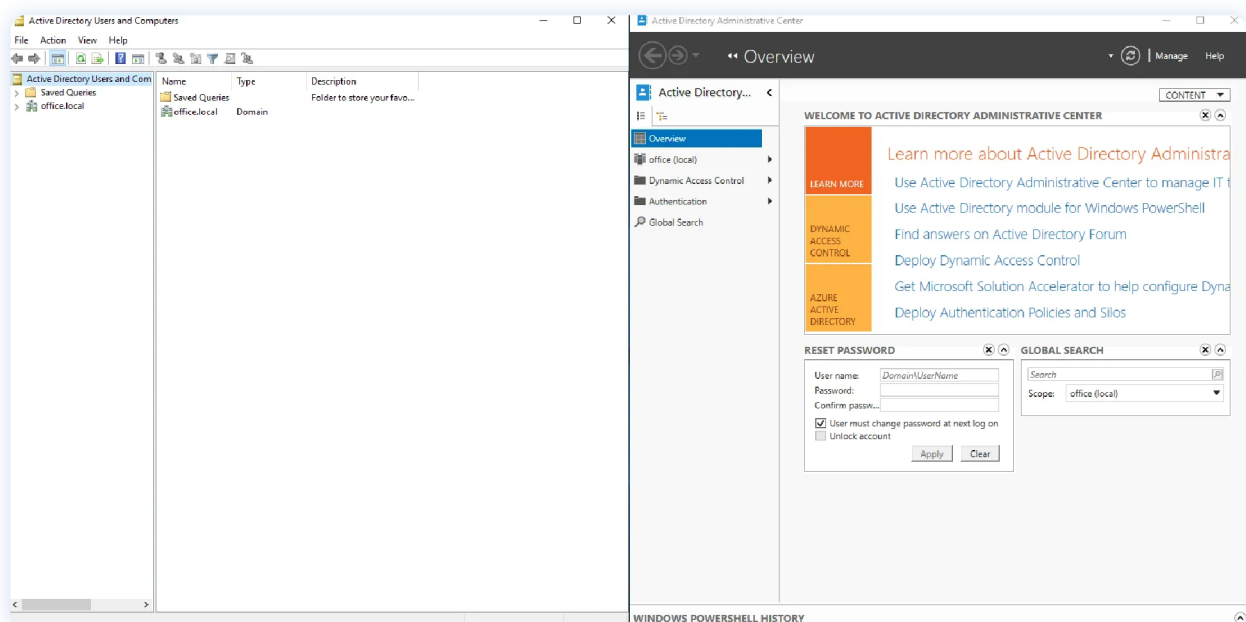 Active Directory Users and Computers
File Action View Help
Active Directory Users and Com
Saved Queries
office.local
Name Type Description
Saved Queries Folder to store your favo...
office.local Domain
Active Directory Administrative Center
Overview
Manage Help
Active Directory...
Overview
office (local)
Dynamic Access Control
Authentication
Global Search
CONTENT
WELCOME TO ACTIVE DIRECTORY ADMINISTRATIVE CENTER
LEARN MORE
DYNAMIC
ACCESS
CONTROL
AZURE
ACTIVE
DIRECTORY
Learn more about Active Directory Administra
Use Active Directory Administrative Center to manage IT t
Use Active Directory module for Windows PowerShell
Find answers on Active Directory Forum
Deploy Dynamic Access Control
Get Microsoft Solution Accelerator to help configure Dyna
Deploy Authentication Policies and Silos
RESET PASSWORD
User name: Domain\UserName
Password:
Confirm passw...
User must change password at next log on
Unlock account
Apply Clear
GLOBAL SEARCH
Search
Scope: office (local)
WINDOWS POWERSHELL HISTORY